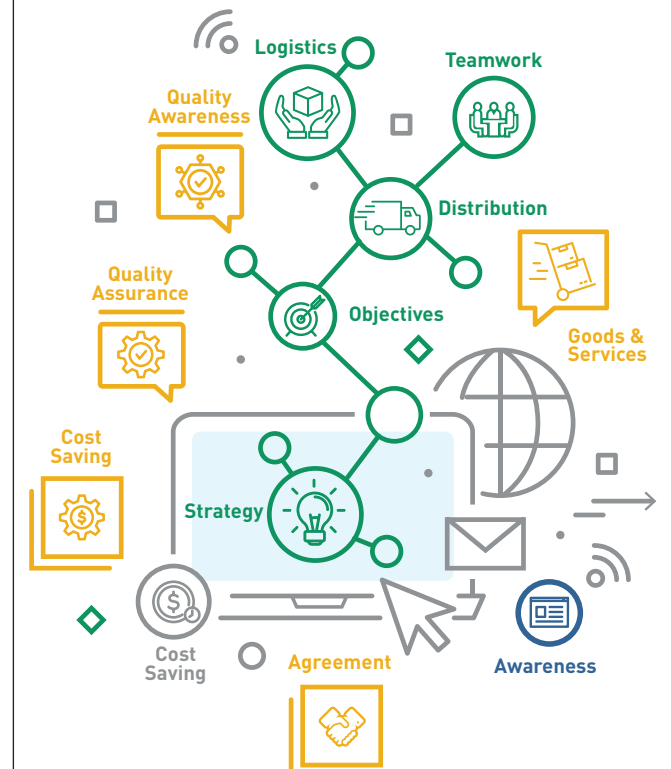 Logistics
Teamwork
Quality
Awareness
Distribution
Quality
Assurance
Objectives
Goods &
Services
Cost
Saving
Strategy
Cost
Saving
Agreement
Awareness